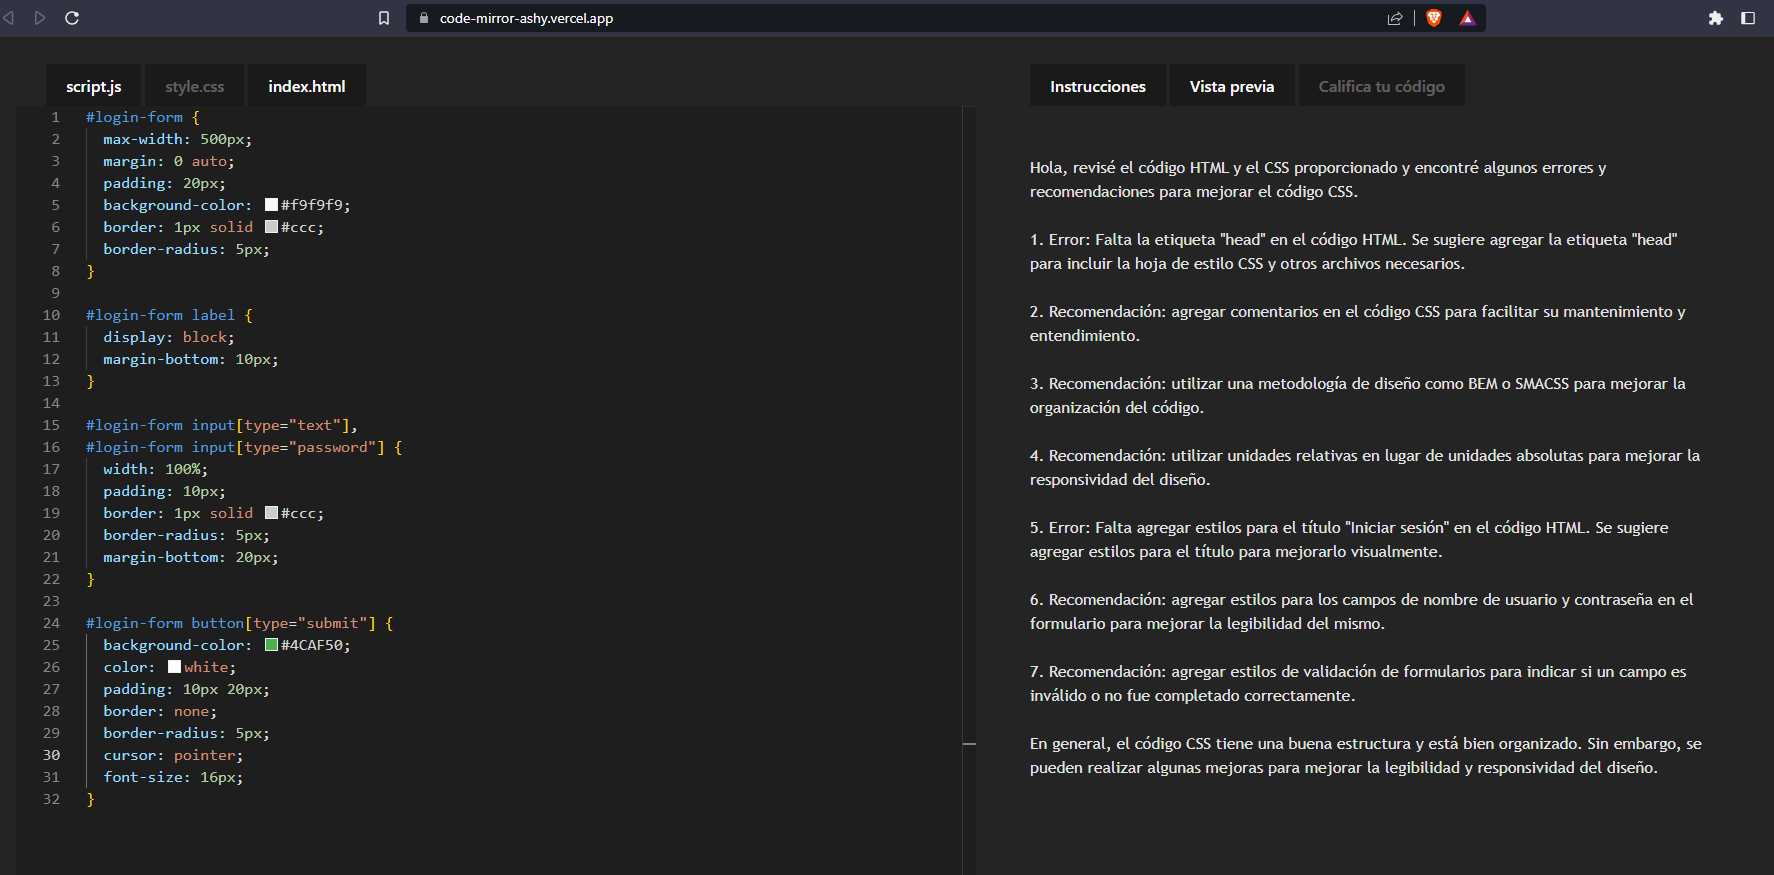 code-mirror-ashy.vercel.app
script.js style.css index.html
1 #login-form {
2 max-width: 500px;
3 margin: 0 auto;
4 padding: 20px;
5 background-color: #f9f9f9;
6 border: 1px solid #ccc;
7 border-radius: 5px;
8 }
9
10 #login-form label {
11 display: block;
12 margin-bottom: 10px;
13 }
14
15 #login-form input[type="text"],
16 #login-form input[type="password"] {
17 width: 100%;
18 padding: 10px;
19 border: 1px solid #ccc;
20 border-radius: 5px;
21 margin-bottom: 20px;
22 }
23
24 #login-form button[type="submit"] {
25 background-color: #4CAF50;
26 color: white;
27 padding: 10px 20px;
28 border: none;
29 border-radius: 5px;
30 cursor: pointer;
31 font-size: 16px;
32 }
Instrucciones Vista previa Califica tu código
Hola, revisé el código HTML y el CSS proporcionado y encontré algunos errores y
recomendaciones para mejorar el código CSS.
1. Error: Falta la etiqueta "head" en el código HTML. Se sugiere agregar la etiqueta "head"
para incluir la hoja de estilo CSS y otros archivos necesarios.
2. Recomendación: agregar comentarios en el código CSS para facilitar su mantenimiento y
entendimiento.
3. Recomendación: utilizar una metodología de diseño como BEM o SMACSS para mejorar la
organización del código.
4. Recomendación: utilizar unidades relativas en lugar de unidades absolutas para mejorar la
responsividad del diseño.
5. Error: Falta agregar estilos para el título "Iniciar sesión" en el código HTML. Se sugiere
agregar estilos para el título para mejorarlo visualmente.
6. Recomendación: agregar estilos para los campos de nombre de usuario y contraseña en el
formulario para mejorar la legibilidad del mismo.
7. Recomendación: agregar estilos de validación de formularios para indicar si un campo es
inválido o no fue completado correctamente.
En general, el código CSS tiene una buena estructura y está bien organizado. Sin embargo, se
pueden realizar algunas mejoras para mejorar la legibilidad y responsividad del diseño.